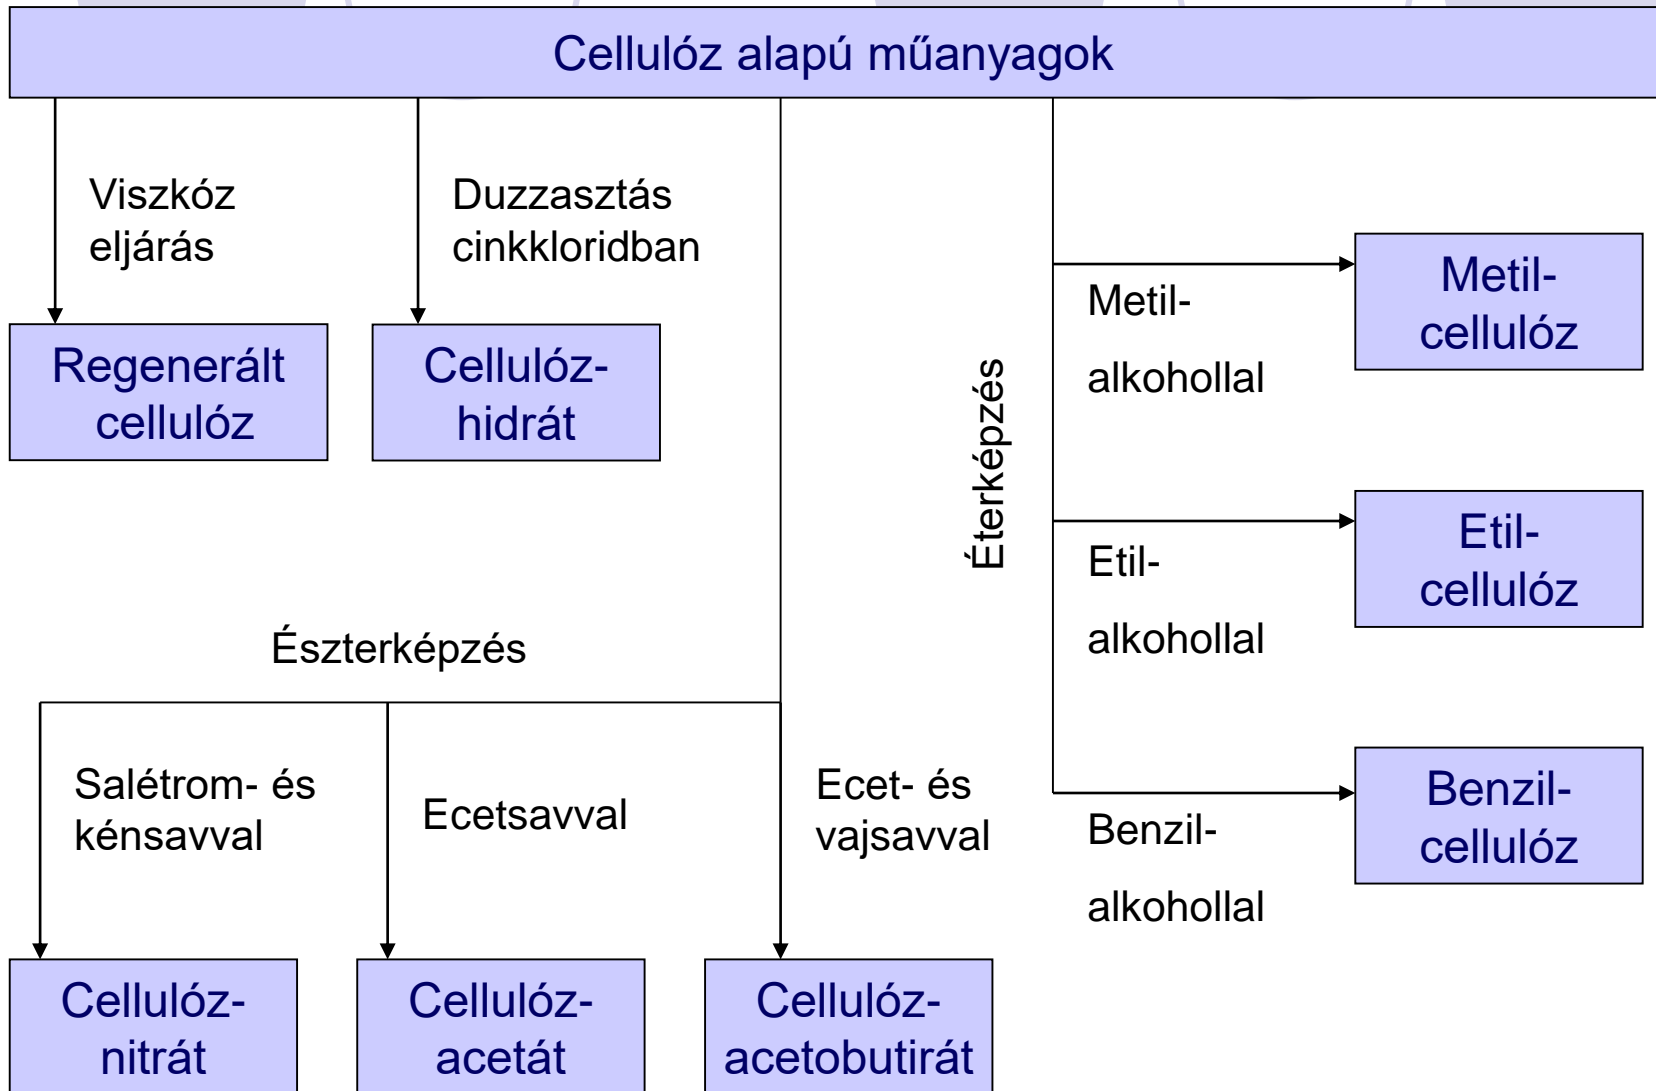 Cellulóz alapú műanyagok
Viszkóz
eljárás
Duzzasztás
cinkkloridban
Regenerált
cellulóz
Cellulóz-
hidrát
Éterképzés
Metil-
alkohollal
Metil-
cellulóz
Etil-
alkohollal
Etil-
cellulóz
Benzil-
alkohollal
Benzil-
cellulóz
Észterképzés
Salétrom- és
kénsavval
Ecetsavval
Ecet- és
vajsavval
Cellulóz-
nitrát
Cellulóz-
acetát
Cellulóz-
acetobutirát